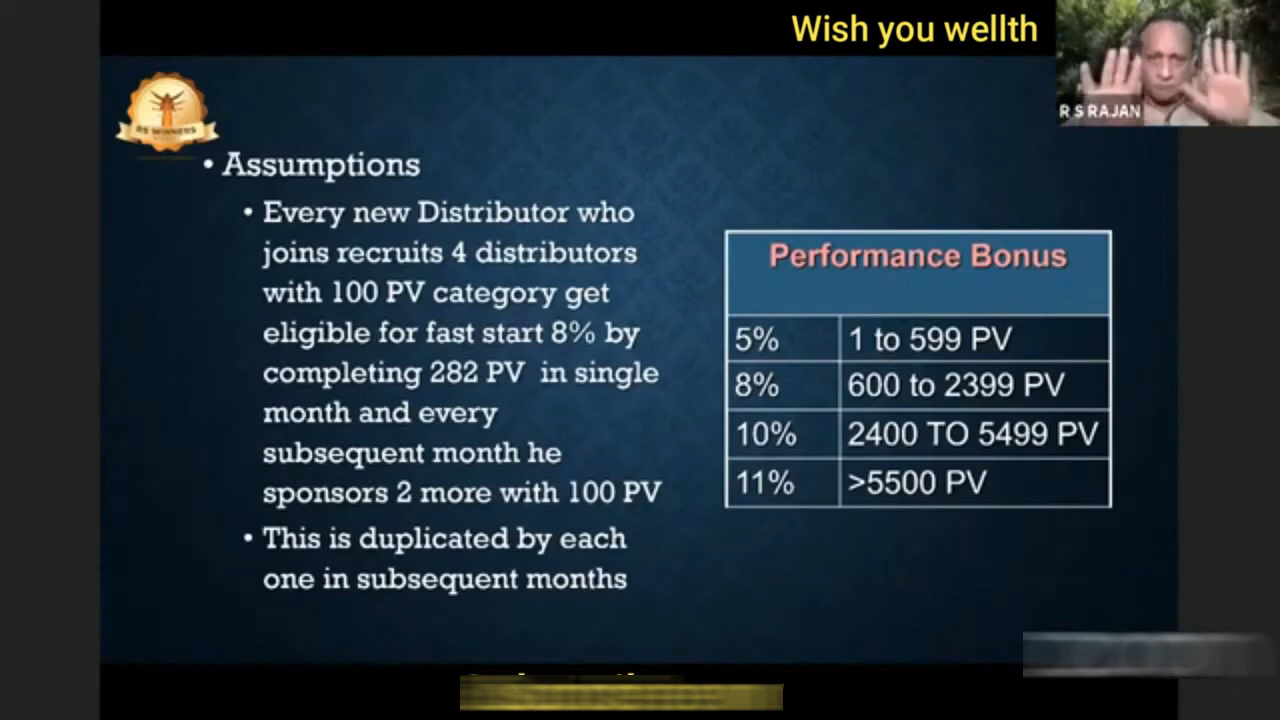 Wish you wellth
R S RAJAN
RS WINNERS
• Assumptions
• Every new Distributor who
joins recruits 4 distributors
with 100 PV category get
eligible for fast start 8% by
completing 282 PV in single
month and every
subsequent month he
sponsors 2 more with 100 PV
• This is duplicated by each
one in subsequent months
Performance Bonus
5% 1 to 599 PV
8% 600 to 2399 PV
10% 2400 TO 5499 PV
11% >5500 PV